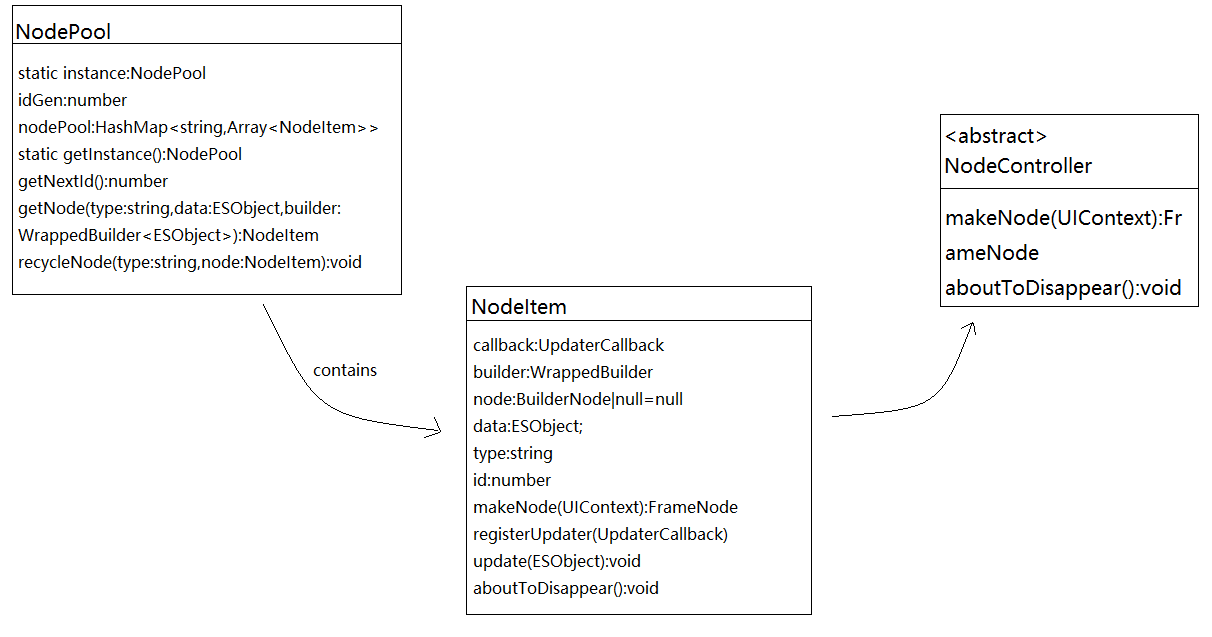 NodePool
static instance:NodePool
idGen:number
nodePool:HashMap<string,Array<NodeItem>>
static getInstance():NodePool
getNextId():number
getNode(type:string,data:ESObject,builder:
WrappedBuilder<ESObject>):NodeItem
recycleNode(type:string,node:NodeItem):void
contains
NodeItem
callback:UpdaterCallback
builder:WrappedBuilder
node:BuilderNode|null=null
data:ESObject;
type:string
id:number
makeNode(UIContext):FrameNode
registerUpdater(UpdaterCallback)
update(ESObject):void
aboutToDisappear():void
<abstract>
NodeController
makeNode(UIContext):Fr
ameNode
aboutToDisappear():void